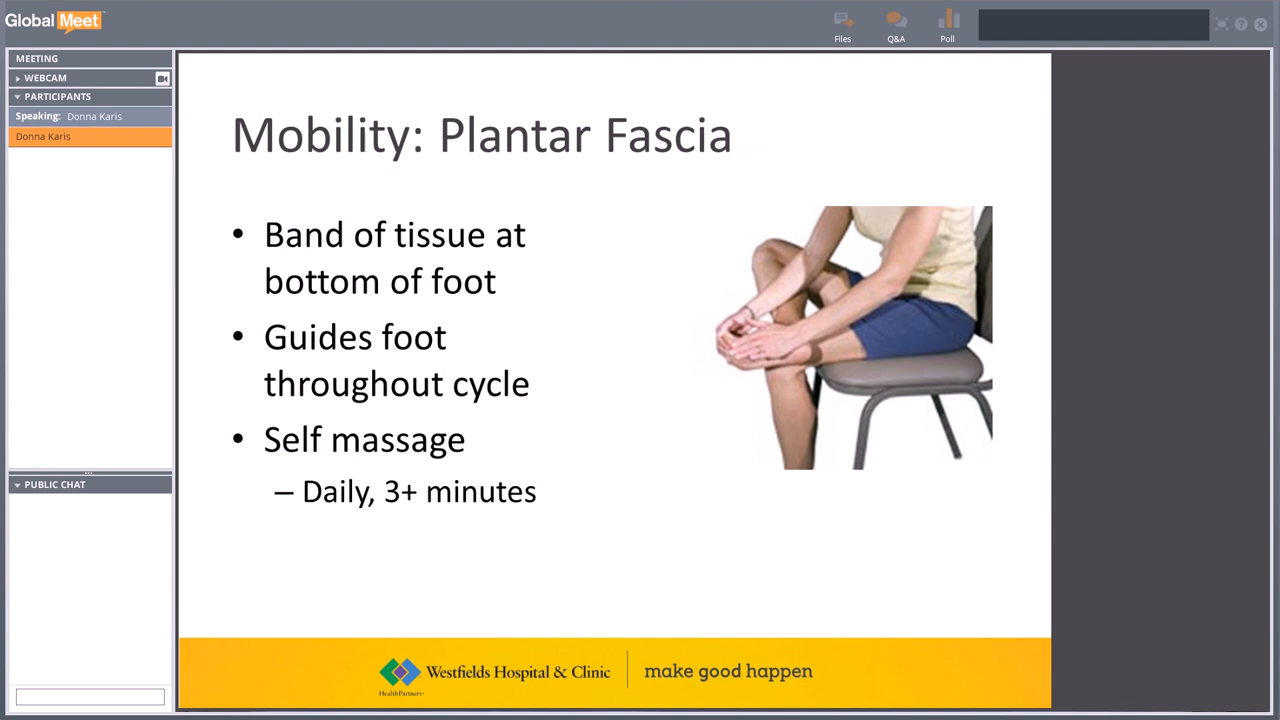 Global Meet
Files
Q&A
Poll
MEETING
WEBCAM
PARTICIPANTS
Speaking: Donna Karis
Donna Karis
PUBLIC CHAT
Mobility: Plantar Fascia
• Band of tissue at
bottom of foot
• Guides foot
throughout cycle
• Self massage
– Daily, 3+ minutes
Westfields Hospital & Clinic
make good happen
HealthPartners